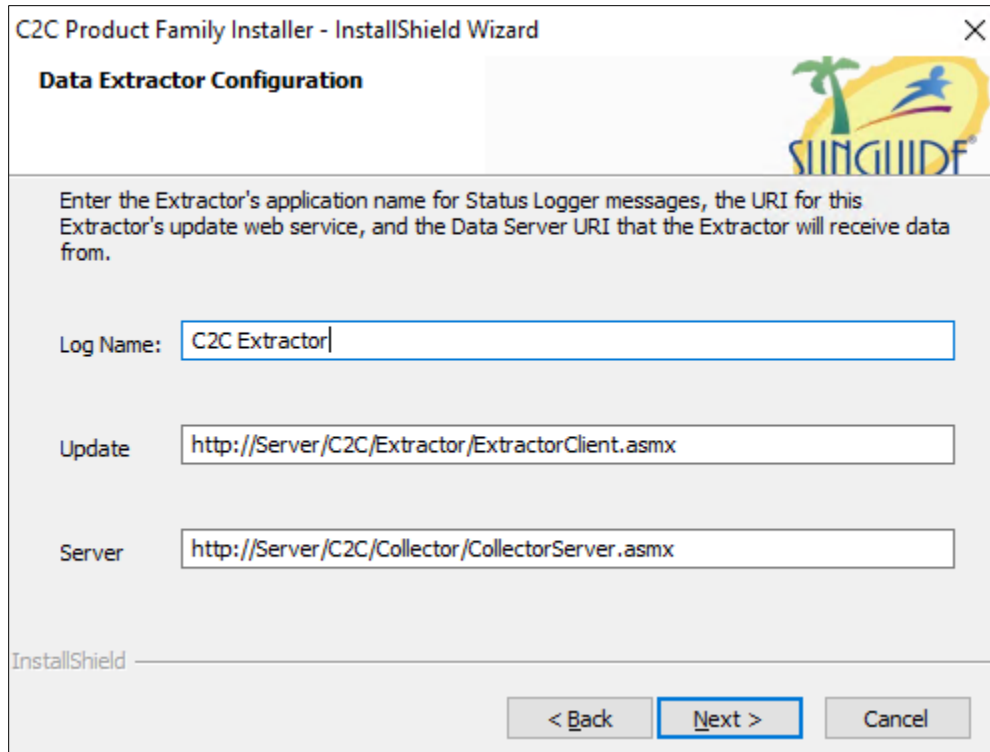 C2C Product Family Installer - InstallShield Wizard
Data Extractor Configuration
SUNGUIDE®
Enter the Extractor's application name for Status Logger messages, the URI for this
Extractor's update web service, and the Data Server URI that the Extractor will receive data
from.
Log Name: C2C Extractor
Update http://Server/C2C/Extractor/ExtractorClient.asmx
Server http://Server/C2C/Collector/CollectorServer.asmx
InstallShield
< Back Next > Cancel